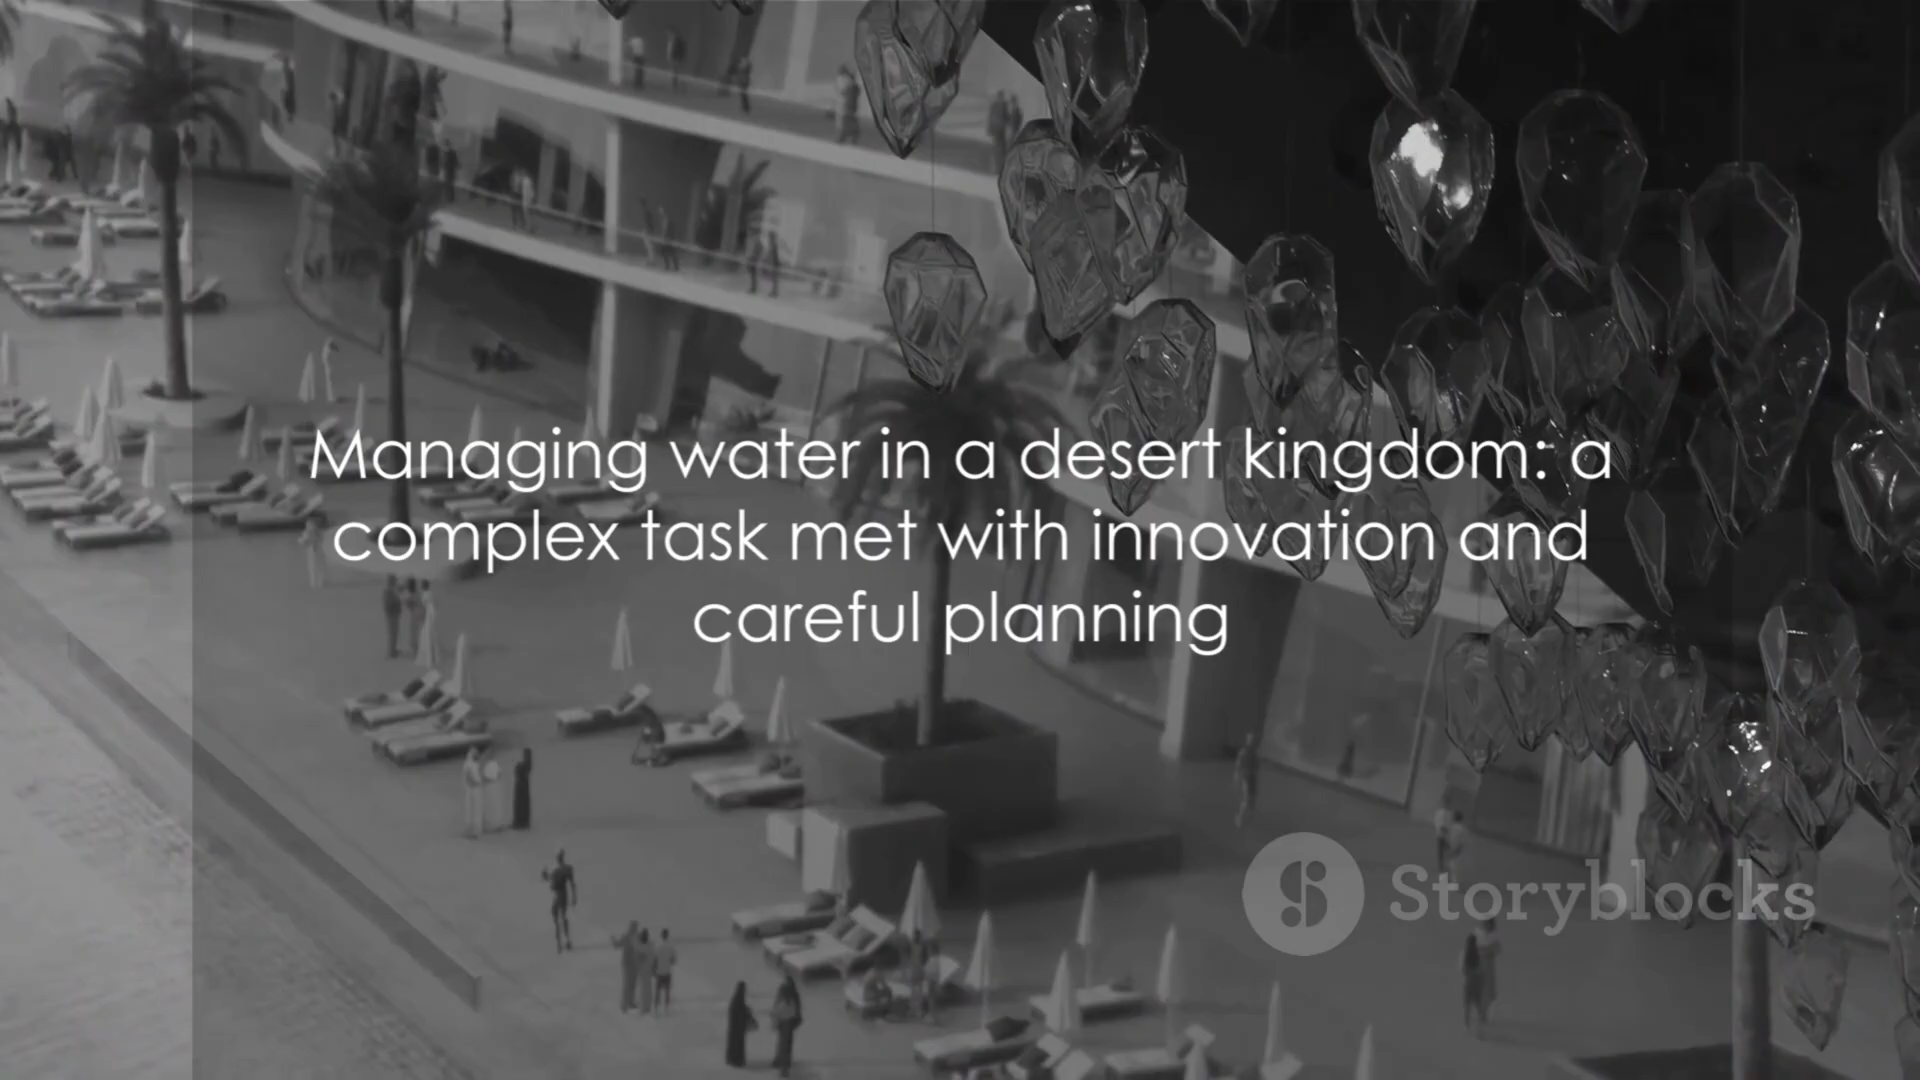 Managing water in a desert kingdom: a
complex task met with innovation and
careful planning
Storyblocks